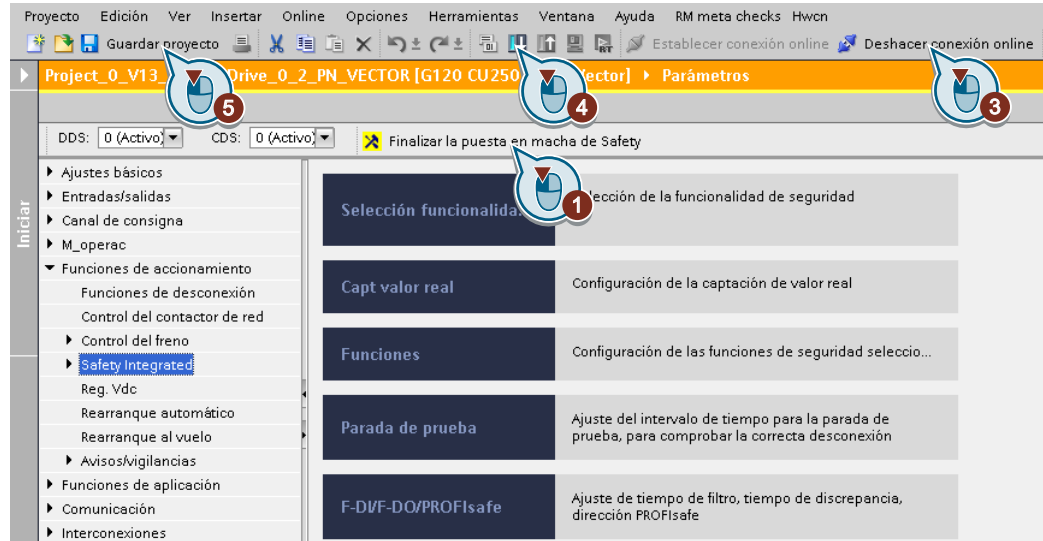 Proyecto Edición Ver Insertar Online Opciones Herramientas Ventana Ayuda RM meta checks Hwcn
Guardar proyecto Establecer conexión online Deshacer conexión online
Project_0_V13_ Drive_0_2_PN_VECTOR [G120 CU250 ector] Parámetros
5 4 3
DDS: 0 (Activo) CDS: 0 (Activo) Finalizar la puesta en macha de Safety
1
Iniciar
Ajustes básicos
Entradas/salidas
Canal de consigna
M_operac
Funciones de accionamiento
Funciones de desconexión
Control del contactor de red
Control del freno
Safety Integrated
Reg. Vdc
Rearranque automático
Rearranque al vuelo
Avisos/vigilancias
Funciones de aplicación
Comunicación
Interconexiones
Selección funcionalida
lección de la funcionalidad de seguridad
Capt valor real
Configuración de la captación de valor real
Funciones
Configuración de las funciones de seguridad seleccio...
Parada de prueba
Ajuste del intervalo de tiempo para la parada de
prueba, para comprobar la correcta desconexión
F-DI/F-DO/PROFIsafe
Ajuste de tiempo de filtro, tiempo de discrepancia,
dirección PROFIsafe